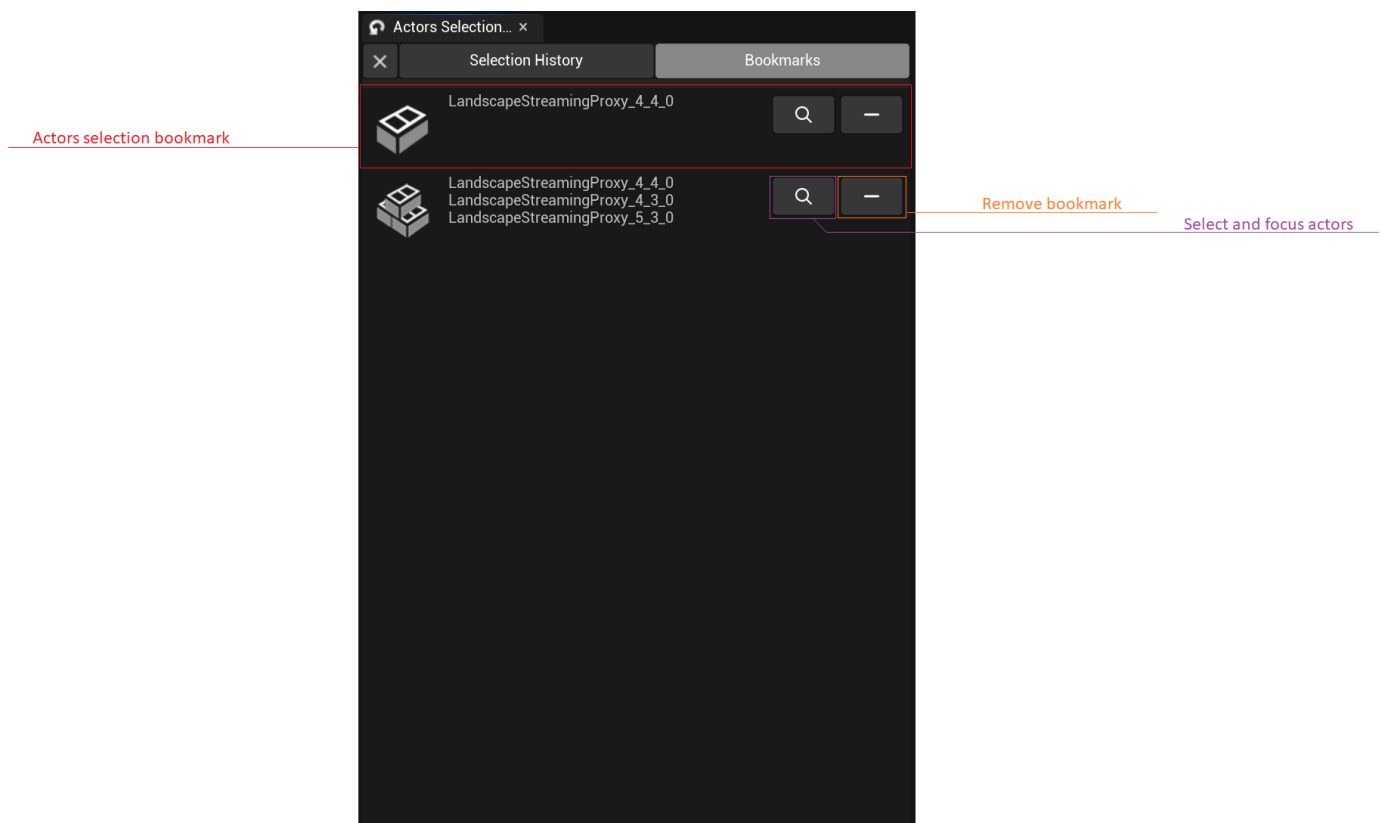 Actors Selection... ×
Selection History
Bookmarks
LandscapeStreamingProxy_4_4_0
Actors selection bookmark
LandscapeStreamingProxy_4_4_0
LandscapeStreamingProxy_4_3_0
LandscapeStreamingProxy_5_3_0
Remove bookmark
Select and focus actors